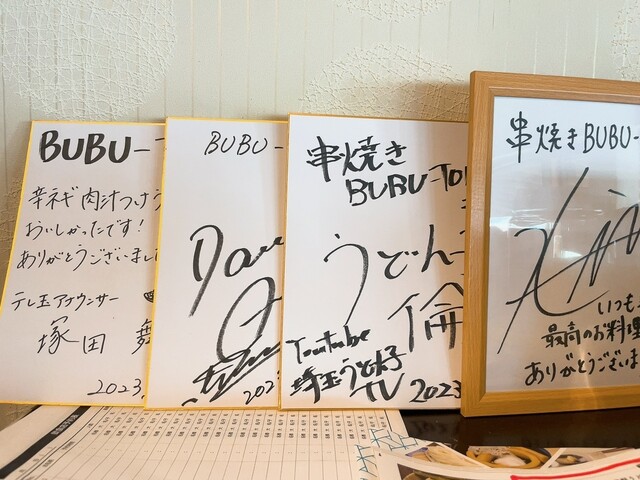 BUBU-
辛ネギ肉汁つけう
おいしかったです!
ありがとうございまし
テレ玉アナウンサー
塚田
2023.
BUBU-
202
串焼き
BUBU-TO
うどん
倫
Youtube
埼玉うどん子
TV 2023
串焼きBUBU-
いつも
最高のお料理
ありがとうございま